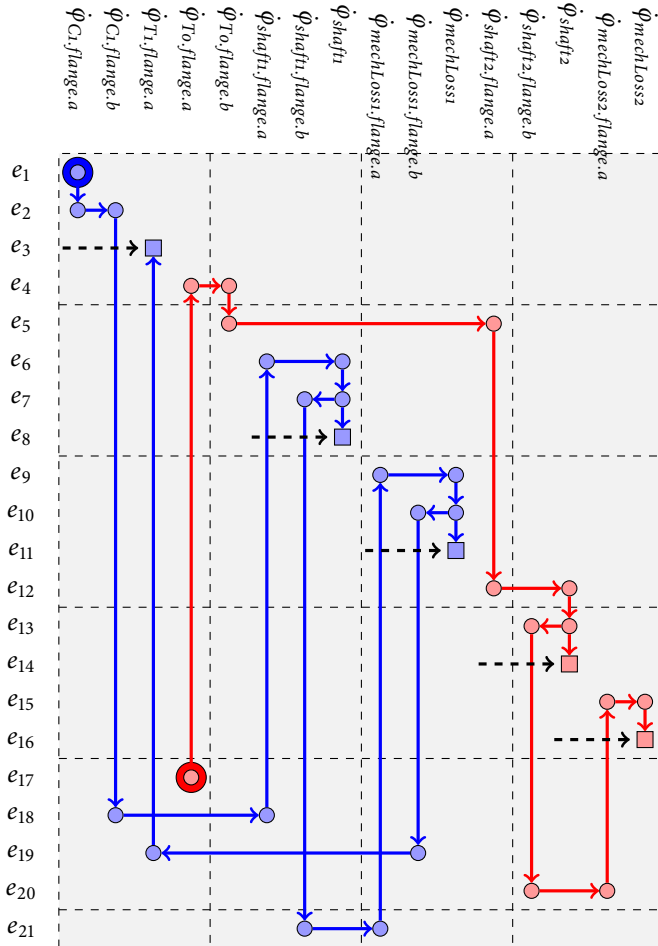 φ̇C1.flange.a
φ̇C1.flange.b
φ̇T1.flange.a
φ̇To.flange.a
φ̇To.flange.b
φ̇shaft1.flange.a
φ̇shaft1.flange.b
φ̇shaft1
φ̇mechLoss1.flange.a
φ̇mechLoss1.flange.b
φ̇mechLoss1
φ̇shaft2.flange.a
φ̇shaft2.flange.b
φ̇shaft2
φ̇mechLoss2.flange.a
φ̇mechLoss2
e1
e2
e3
e4
e5
e6
e7
e8
e9
e10
e11
e12
e13
e14
e15
e16
e17
e18
e19
e20
e21